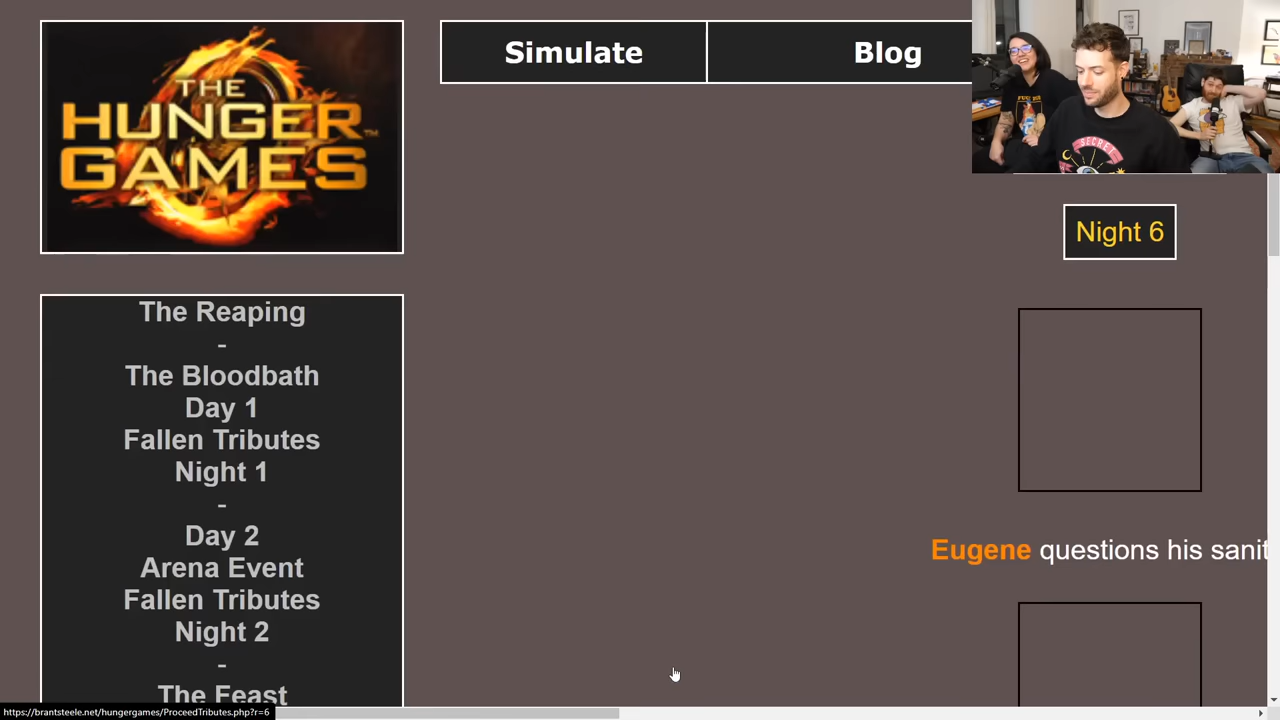 THE
HUNGER
GAMES
Simulate
Blog
Night 6
The Reaping
-
The Bloodbath
Day 1
Fallen Tributes
Night 1
-
Day 2
Arena Event
Fallen Tributes
Night 2
-
The Feast
Eugene questions his sanit
https://brantsteele.net/hungergames/ProceedTributes.php?r=6
SECRET